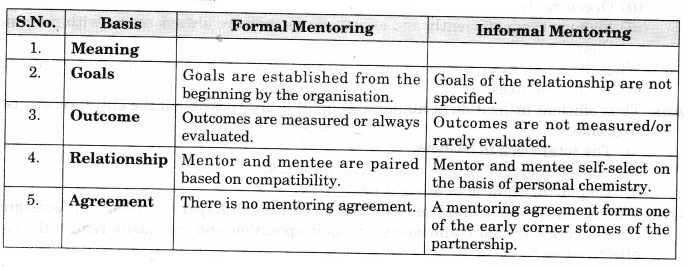 S.No. Basis Formal Mentoring Informal Mentoring
1. Meaning
2. Goals Goals are established from the Goals of the relationship are not
beginning by the organisation. specified.
3. Outcome Outcomes are measured or always Outcomes are not measured/or
evaluated. rarely evaluated.
4. Relationship Mentor and mentee are paired Mentor and mentee self-select on
based on compatibility. the basis of personal chemistry.
5. Agreement There is no mentoring agreement. A mentoring agreement forms one
of the early corner stones of the
partnership.